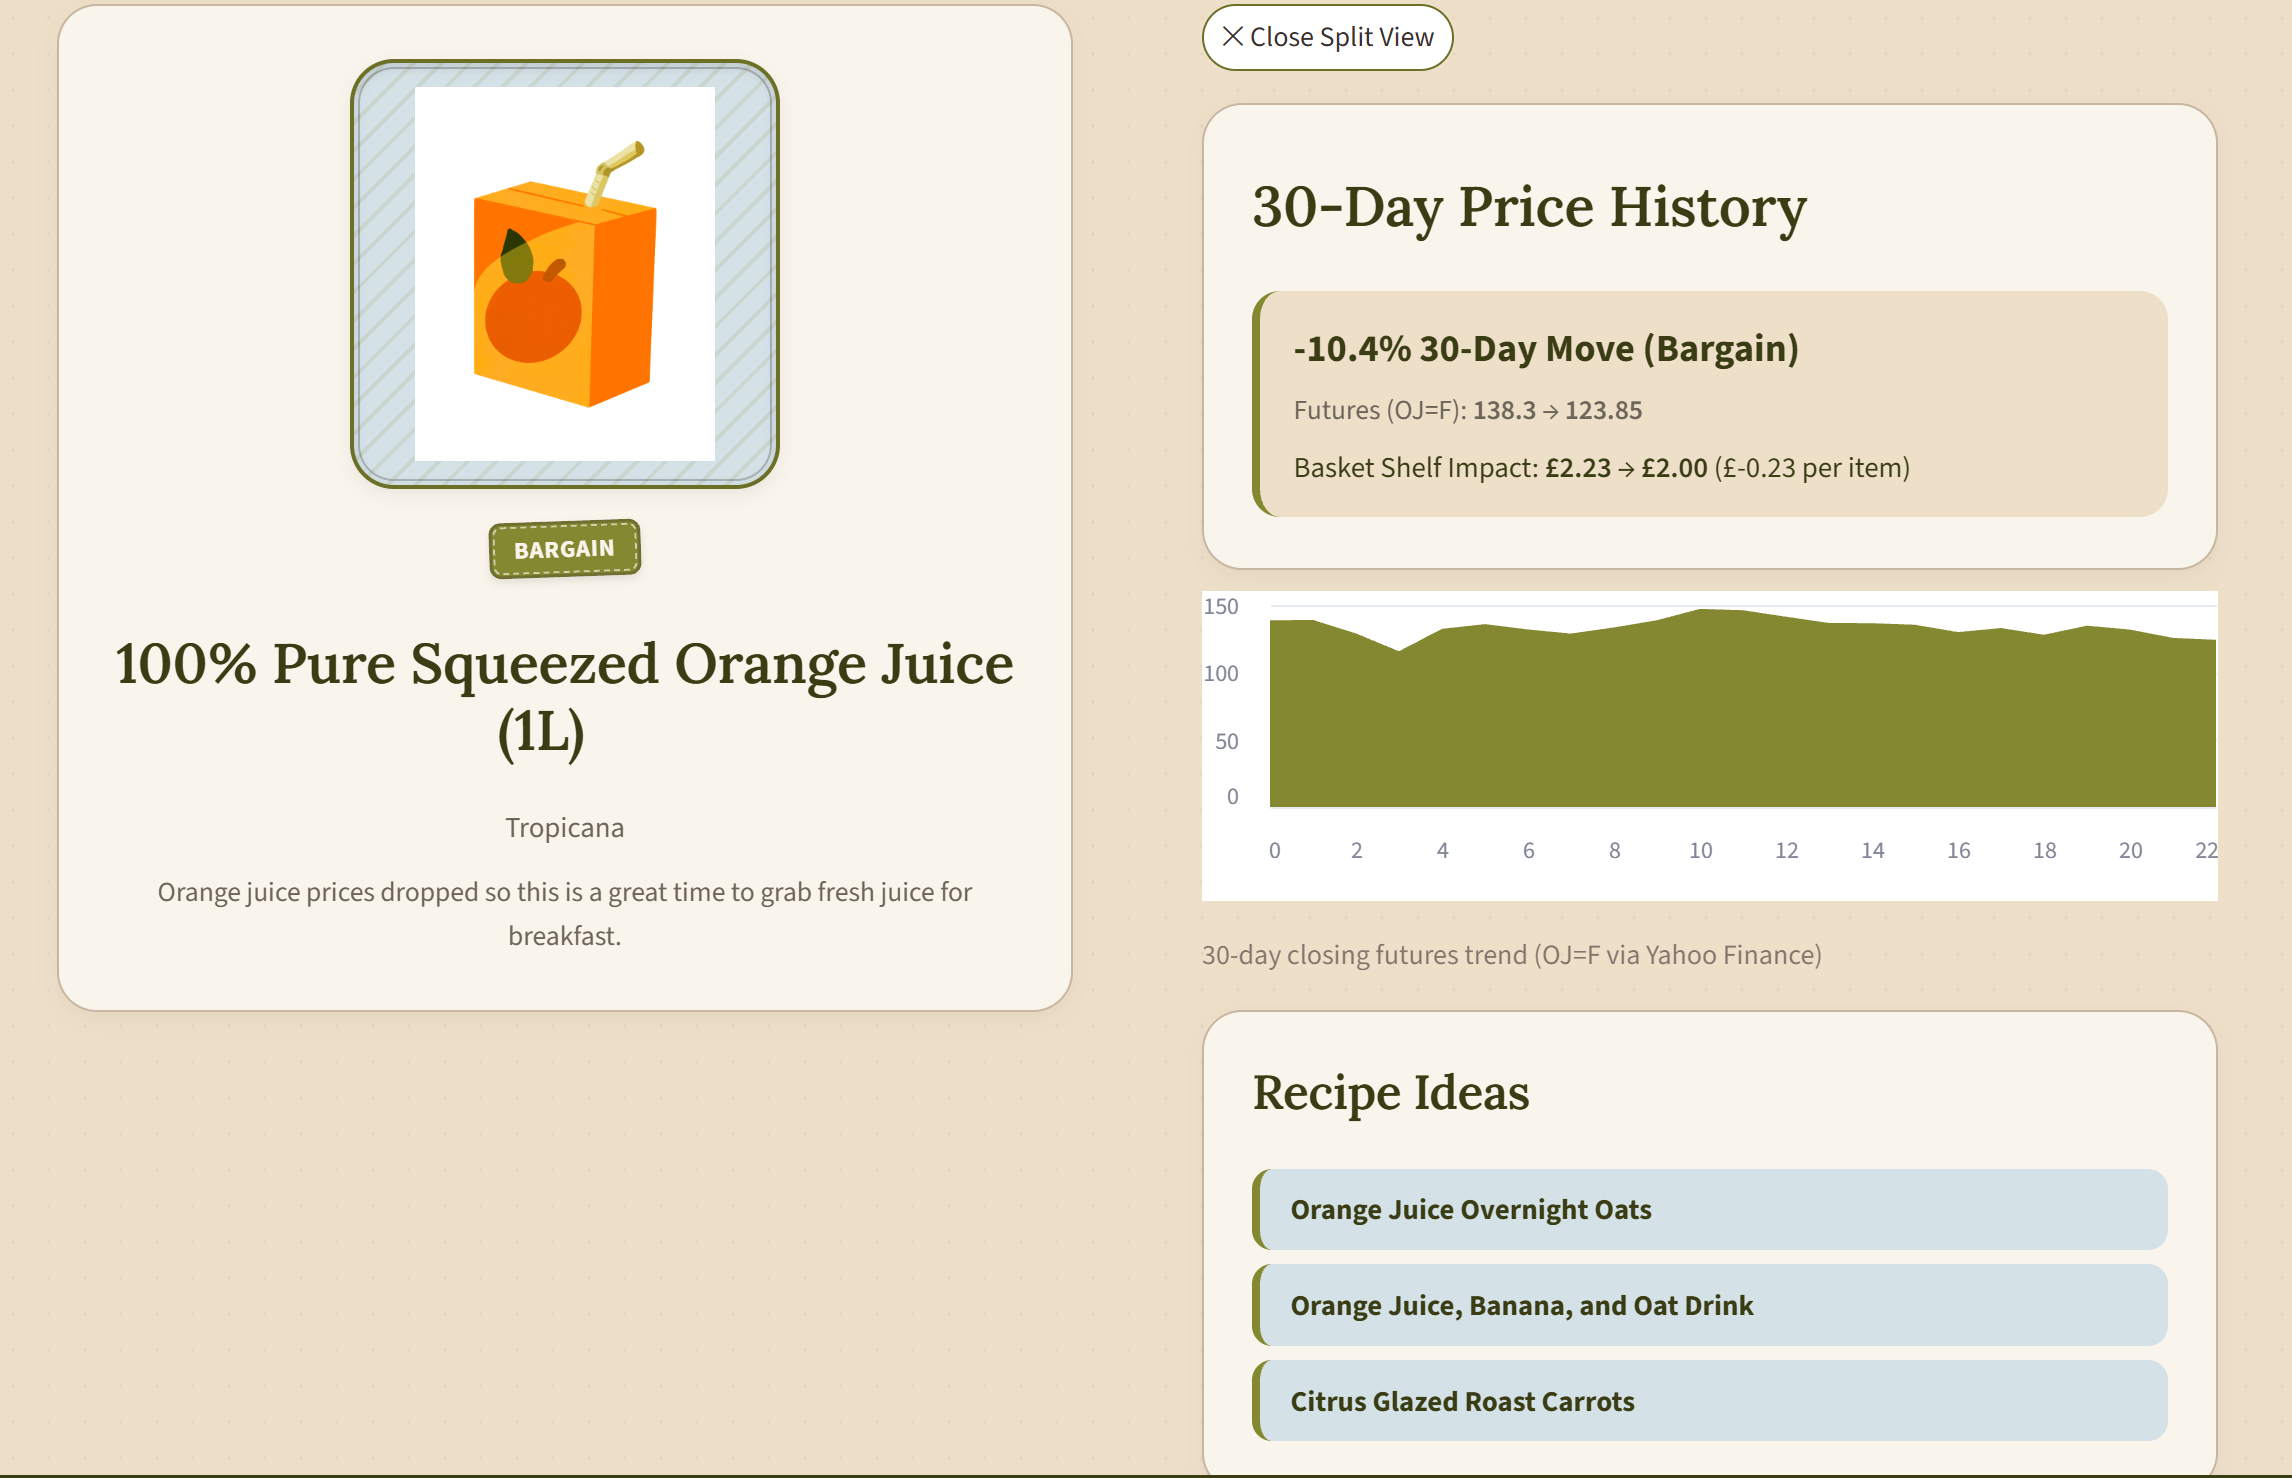 BARGAIN
100% Pure Squeezed Orange Juice
(1L)
Tropicana
Orange juice prices dropped so this is a great time to grab fresh juice for
breakfast.
× Close Split View
30-Day Price History
-10.4% 30-Day Move (Bargain)
Futures (OJ=F): 138.3 → 123.85
Basket Shelf Impact: £2.23 → £2.00 (£-0.23 per item)
150
100
50
0
0 2 4 6 8 10 12 14 16 18 20 22
30-day closing futures trend (OJ=F via Yahoo Finance)
Recipe Ideas
Orange Juice Overnight Oats
Orange Juice, Banana, and Oat Drink
Citrus Glazed Roast Carrots